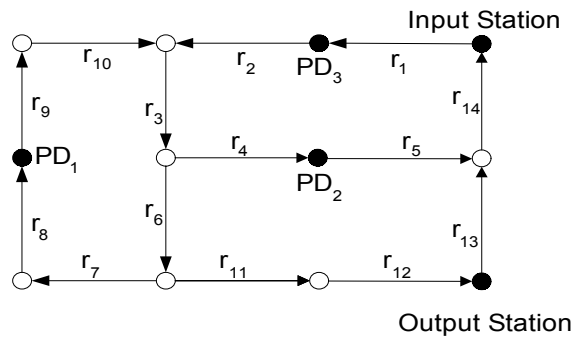 Input Station
r10
r2
PD3
r1
r9
r3
r14
r4
r5
PD1
PD2
r8
r6
r13
r7
r11
r12
Output Station